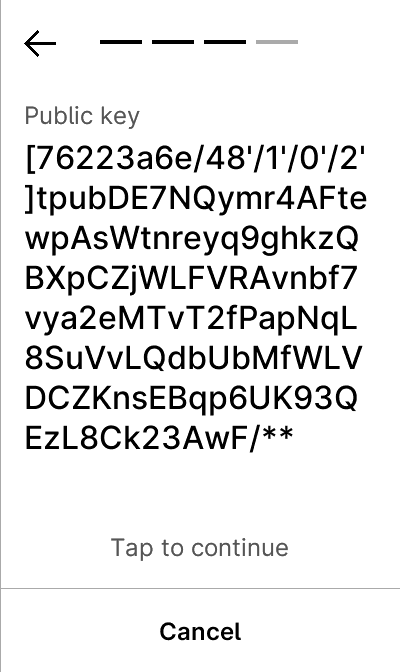 Public key
[76223a6e/48'/1'/0'/2'
]tpubDE7NQymr4AFte
wpAsWtnreyq9ghkzQ
BXpCZjWLFVRAvnbf7
vya2eMTvT2fPapNqL
8SuVvLQdbUbMfWLV
DCZKnsEBqp6UK93Q
EzL8Ck23AwF/**
Tap to continue
Cancel